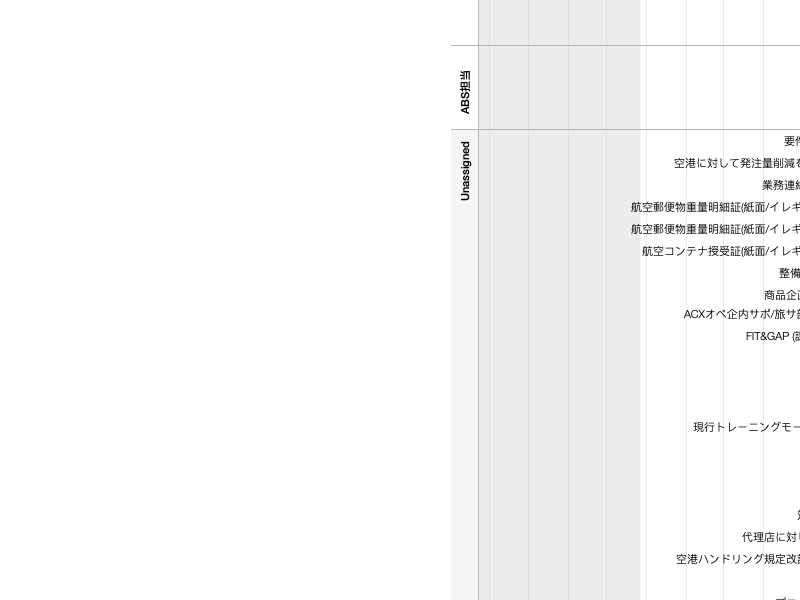 ABS担当
Unassigned
要件
空港に対して発注量削減を
業務連絡
航空郵便物重量明細証(紙面/イレギ
航空郵便物重量明細証(紙面/イレギ
航空コンテナ授受証(紙面/イレギ
整備
商品企画
ACXオペ企内サポ/旅サ部
FIT&GAP (
現行トレーニングモー
代理店に対し
空港ハンドリング規定改訂